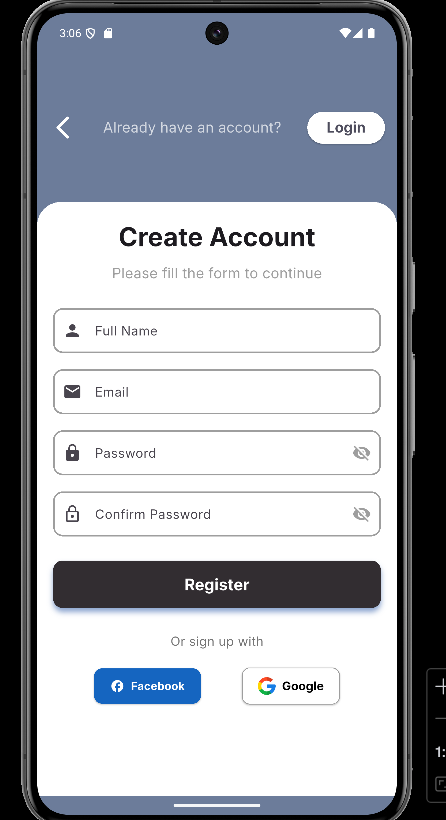 3:06
Already have an account?
Login
Create Account
Please fill the form to continue
Full Name
Email
Password
Confirm Password
Register
Or sign up with
Facebook
Google
1: